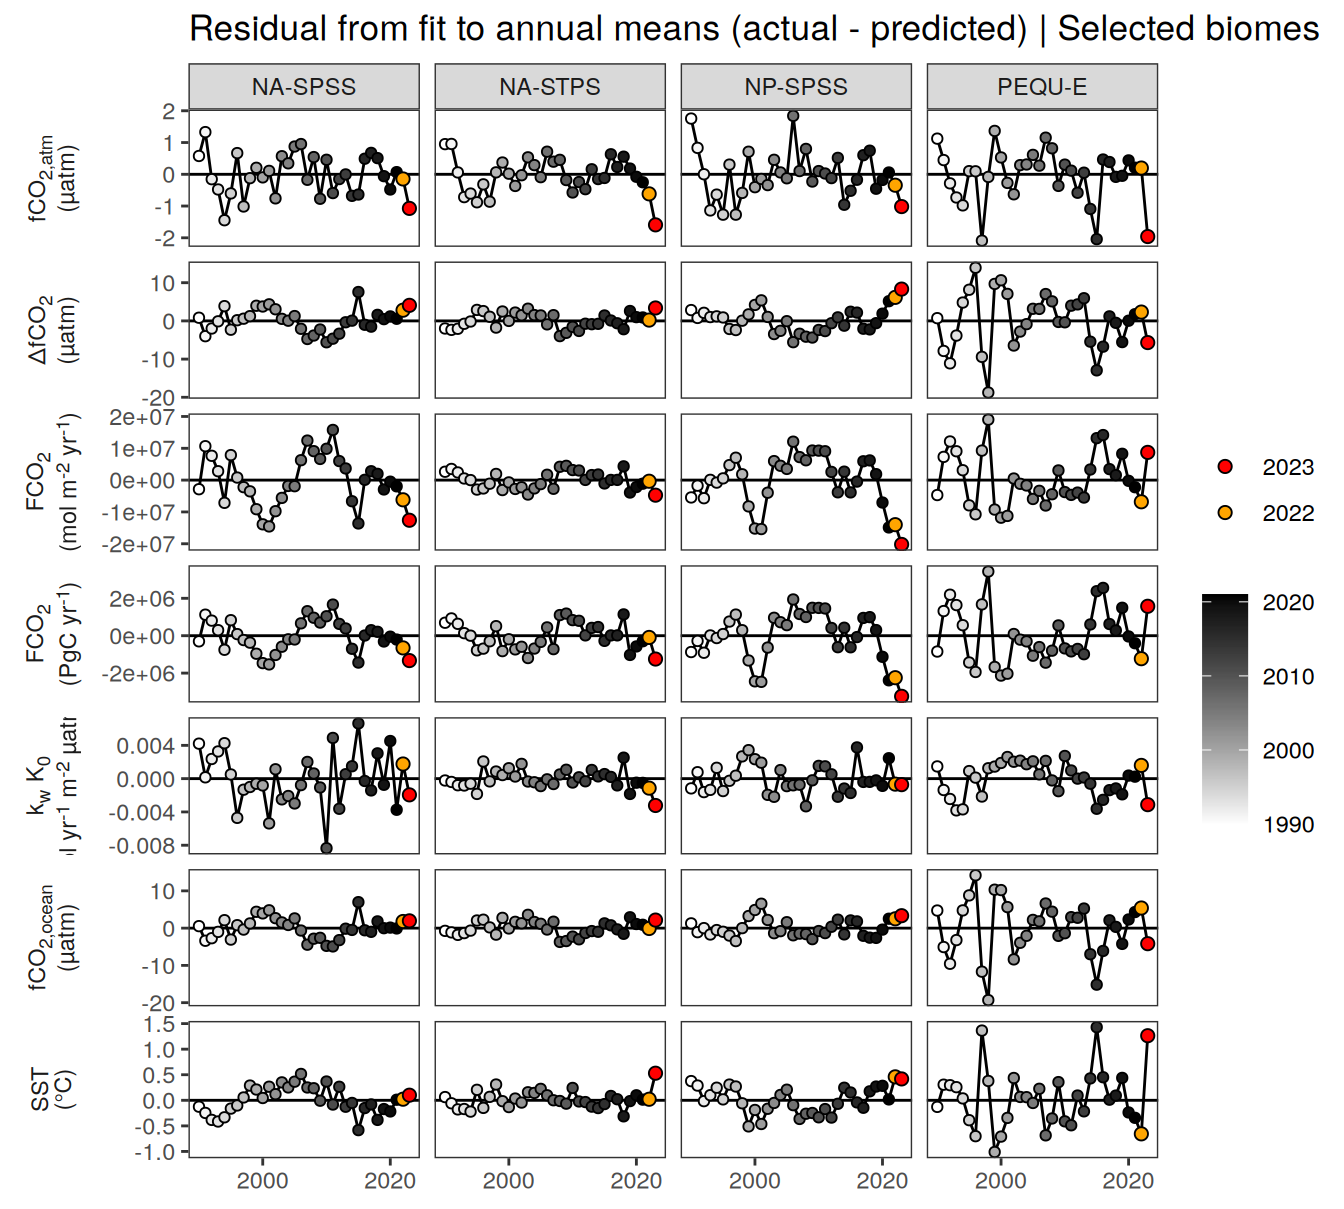 Residual from fit to annual means (actual - predicted) | Selected biomes
NA-SPSS NA-STPS NP-SPSS PEQU-E
fCO2,atm
(µatm)
2
1
0
-1
-2
ΔfCO2
(µatm)
10
0
-10
-20
FCO2
(mol m-2 yr-1)
2e+07
1e+07
0e+00
-1e+07
-2e+07
FCO2
(PgC yr-1)
2e+06
0e+00
-2e+06
kw K0
l yr-1 m-2 µatr
0.004
0.000
-0.004
-0.008
fCO2,ocean
(µatm)
10
0
-10
-20
SST
(°C)
1.5
1.0
0.5
0.0
-0.5
-1.0
2000 2020 2000 2020 2000 2020 2000 2020
2023
2022
2020
2010
2000
1990